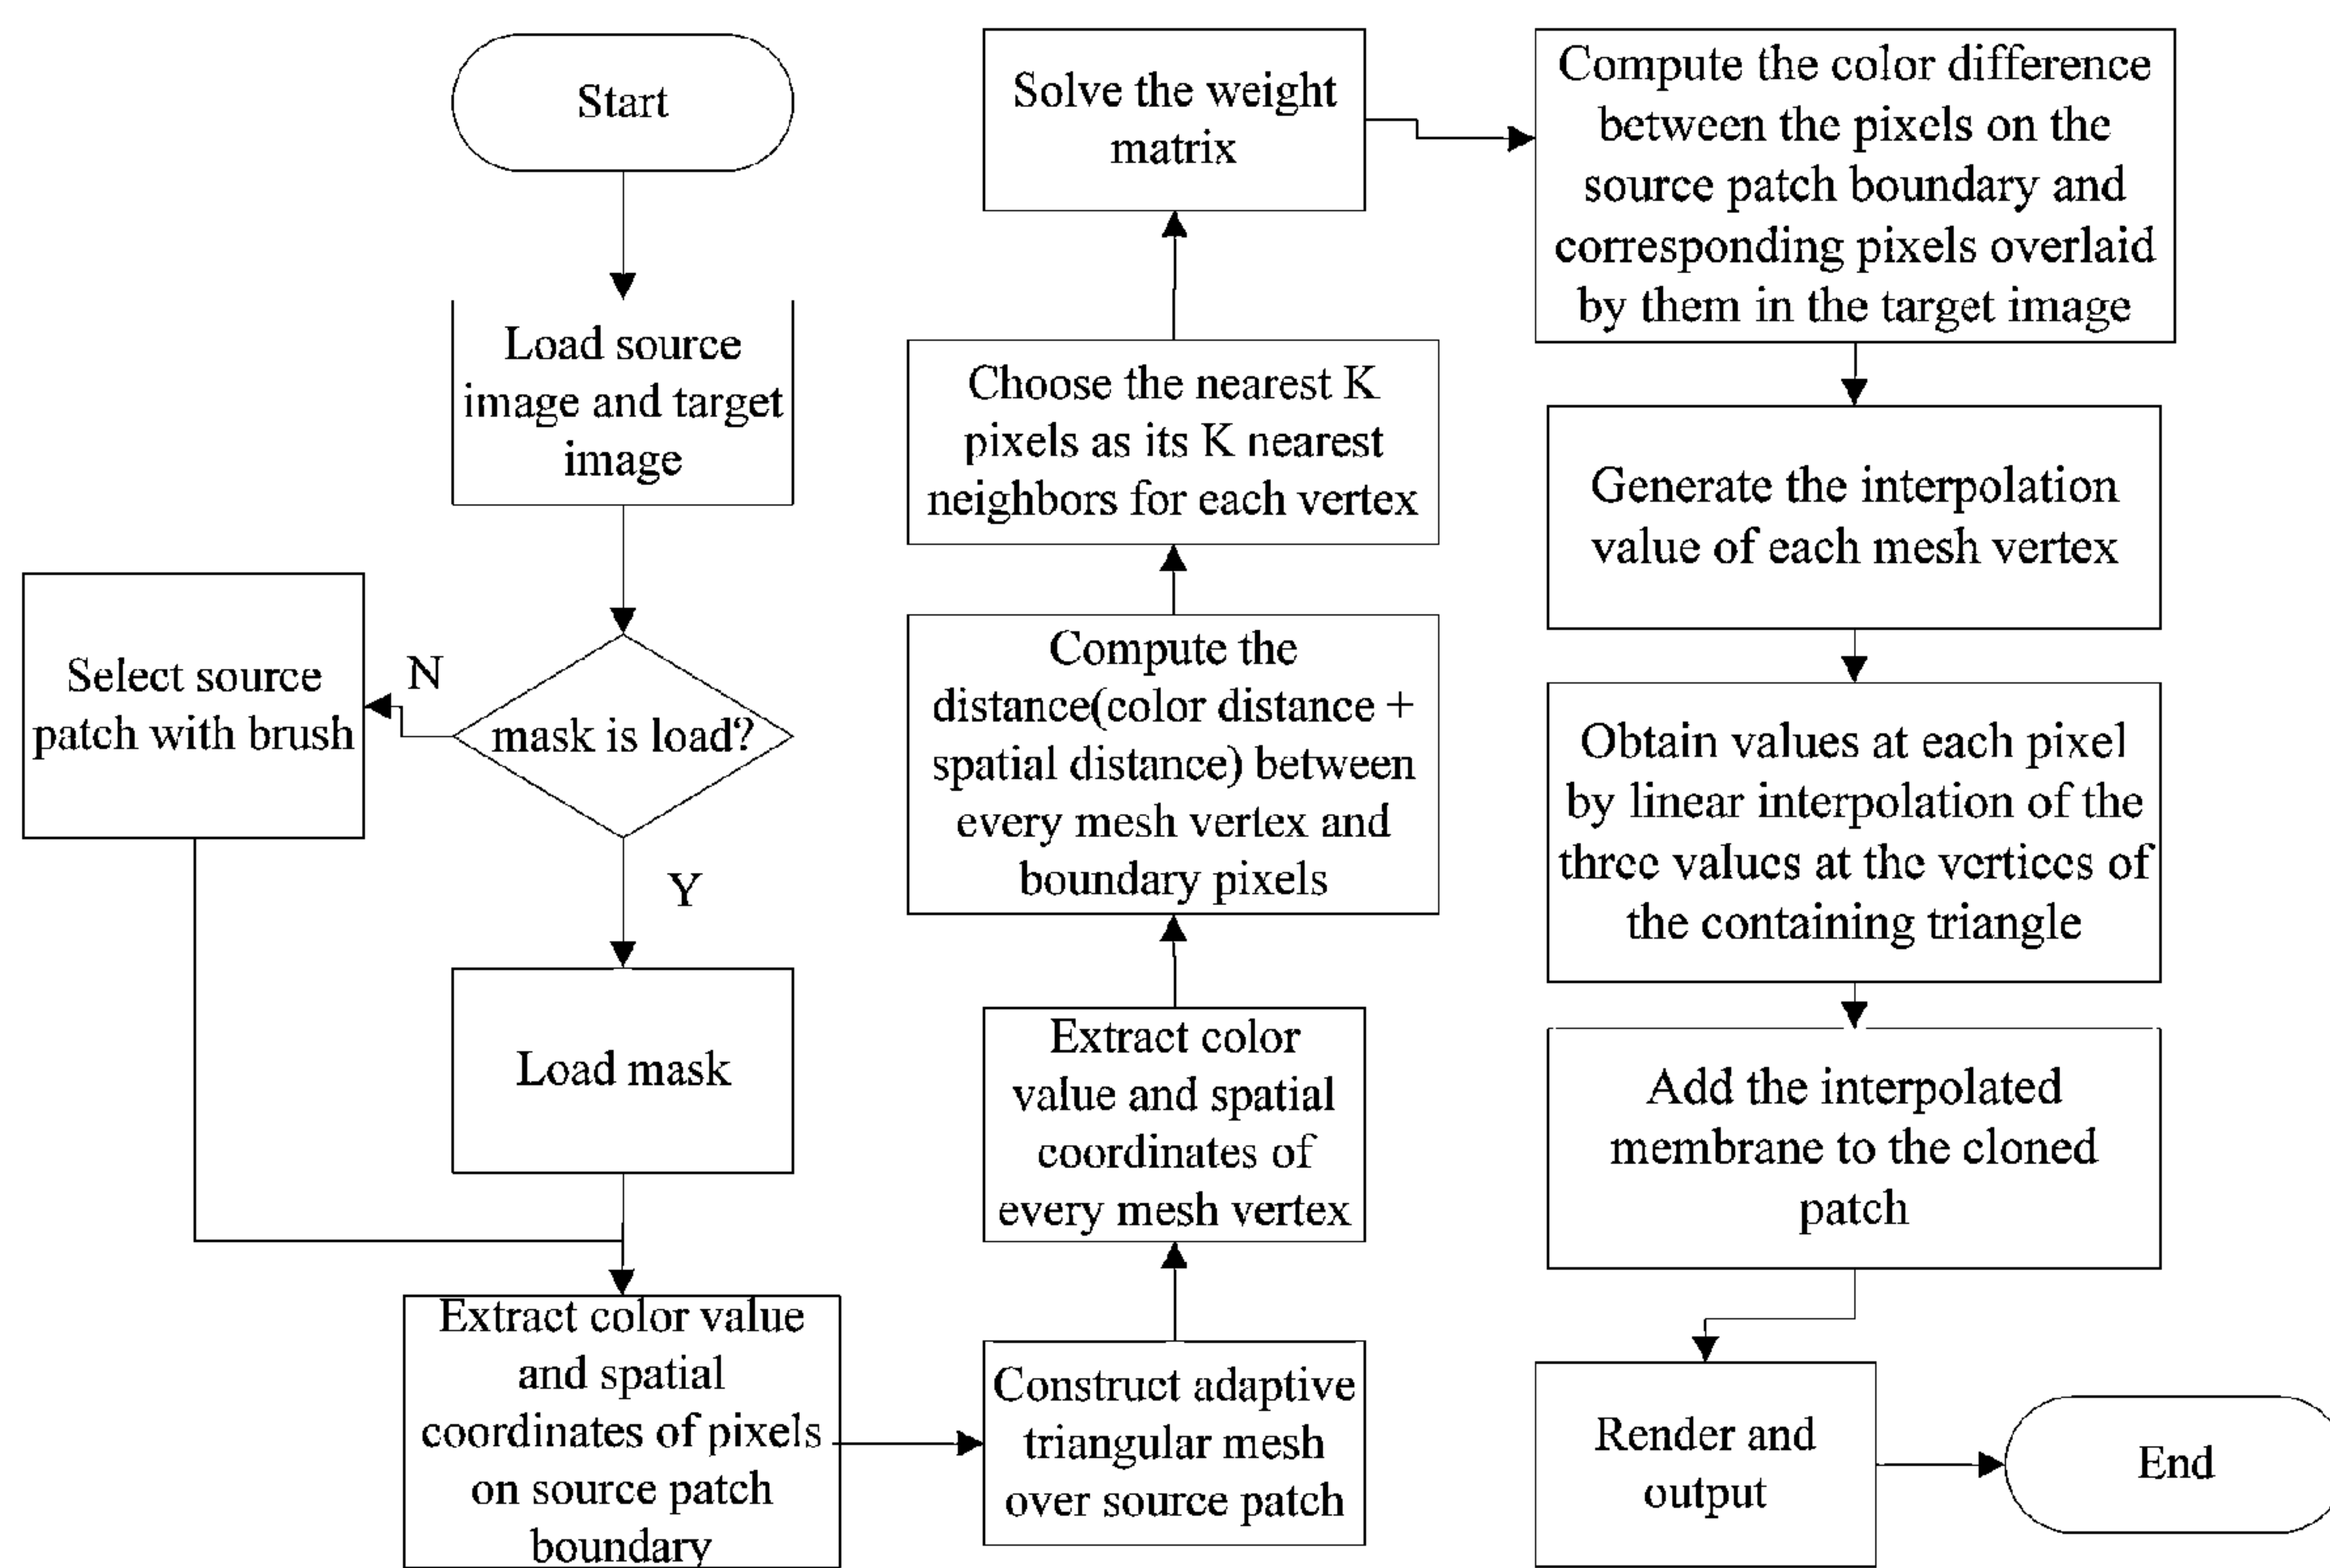 Start
Load source
image and target
image
mask is load?
N
Select source
patch with brush
Y
Load mask
Extract color value
and spatial
coordinates of pixels
on source patch
boundary
Construct adaptive
triangular mesh
over source patch
Extract color
value and spatial
coordinates of
every mesh vertex
Compute the
distance(color distance +
spatial distance) between
every mesh vertex and
boundary pixels
Choose the nearest K
pixels as its K nearest
neighbors for each vertex
Solve the weight
matrix
Compute the color difference
between the pixels on the
source patch boundary and
corresponding pixels overlaid
by them in the target image
Generate the interpolation
value of each mesh vertex
Obtain values at each pixel
by linear interpolation of the
three values at the vertices of
the containing triangle
Add the interpolated
membrane to the cloned
patch
Render and
output
End